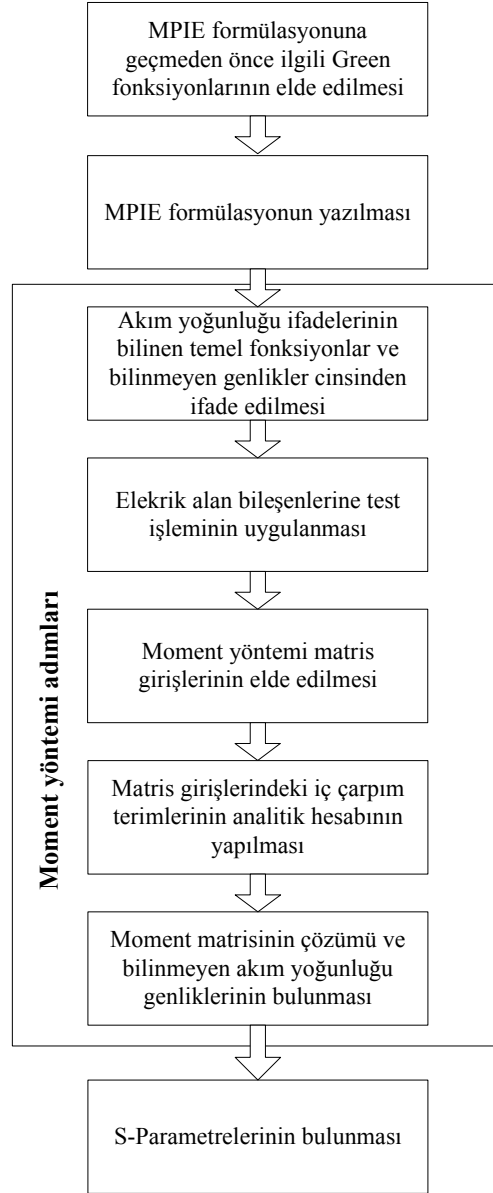 MPIE formülasyonuna
geçmeden önce ilgili Green
fonksiyonlarının elde edilmesi
MPIE formülasyonun yazılması
Moment yöntemi adımları
Akım yoğunluğu ifadelerinin
bilinen temel fonksiyonlar ve
bilinmeyen genlikler cinsinden
ifade edilmesi
Elekrik alan bileşenlerine test
işleminin uygulanması
Moment yöntemi matris
girişlerinin elde edilmesi
Matris girişlerindeki iç çarpım
terimlerinin analitik hesabının
yapılması
Moment matrisinin çözümü ve
bilinmeyen akım yoğunluğu
genliklerinin bulunması
S-Parametrelerinin bulunması